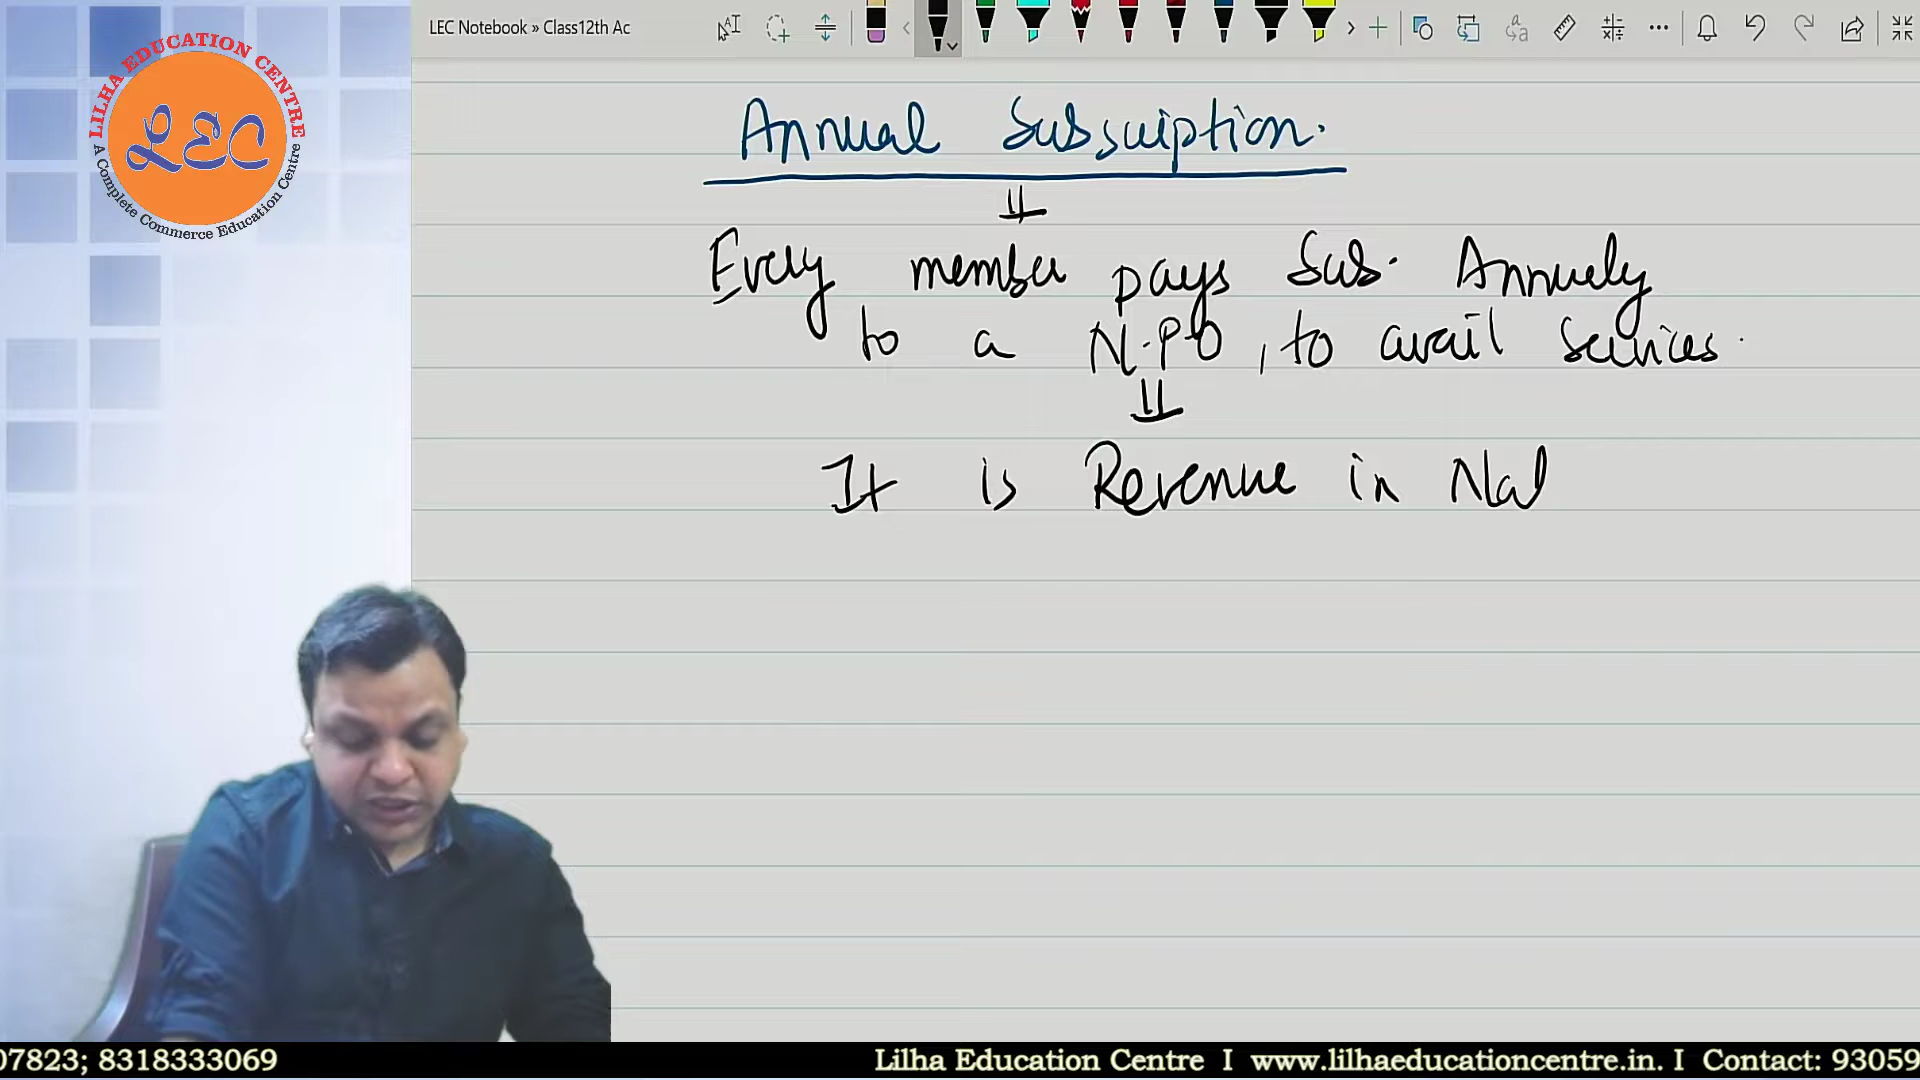 LILHA EDUCATION CENTRE
LEC
A Complete Commerce Education Centre
LEC Notebook » Class12th Ac
Annual Subscription.
Every member pays Sub. Annuely
to a N.P.O, to avail Services.
It is Revenue in Nal
07823; 8318333069 Lilha Education Centre I www.lilhaeducationcentre.in. I Contact: 93059